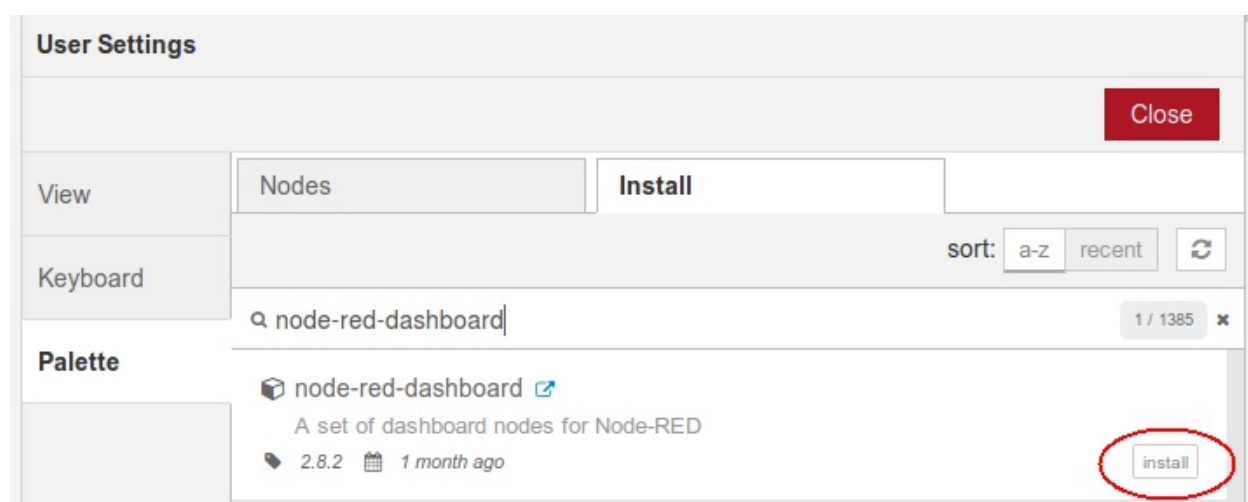 User Settings
Close
View
Nodes
Install
sort: a-z recent
Keyboard
node-red-dashboard
1 / 1385
Palette
node-red-dashboard
A set of dashboard nodes for Node-RED
2.8.2 1 month ago
install